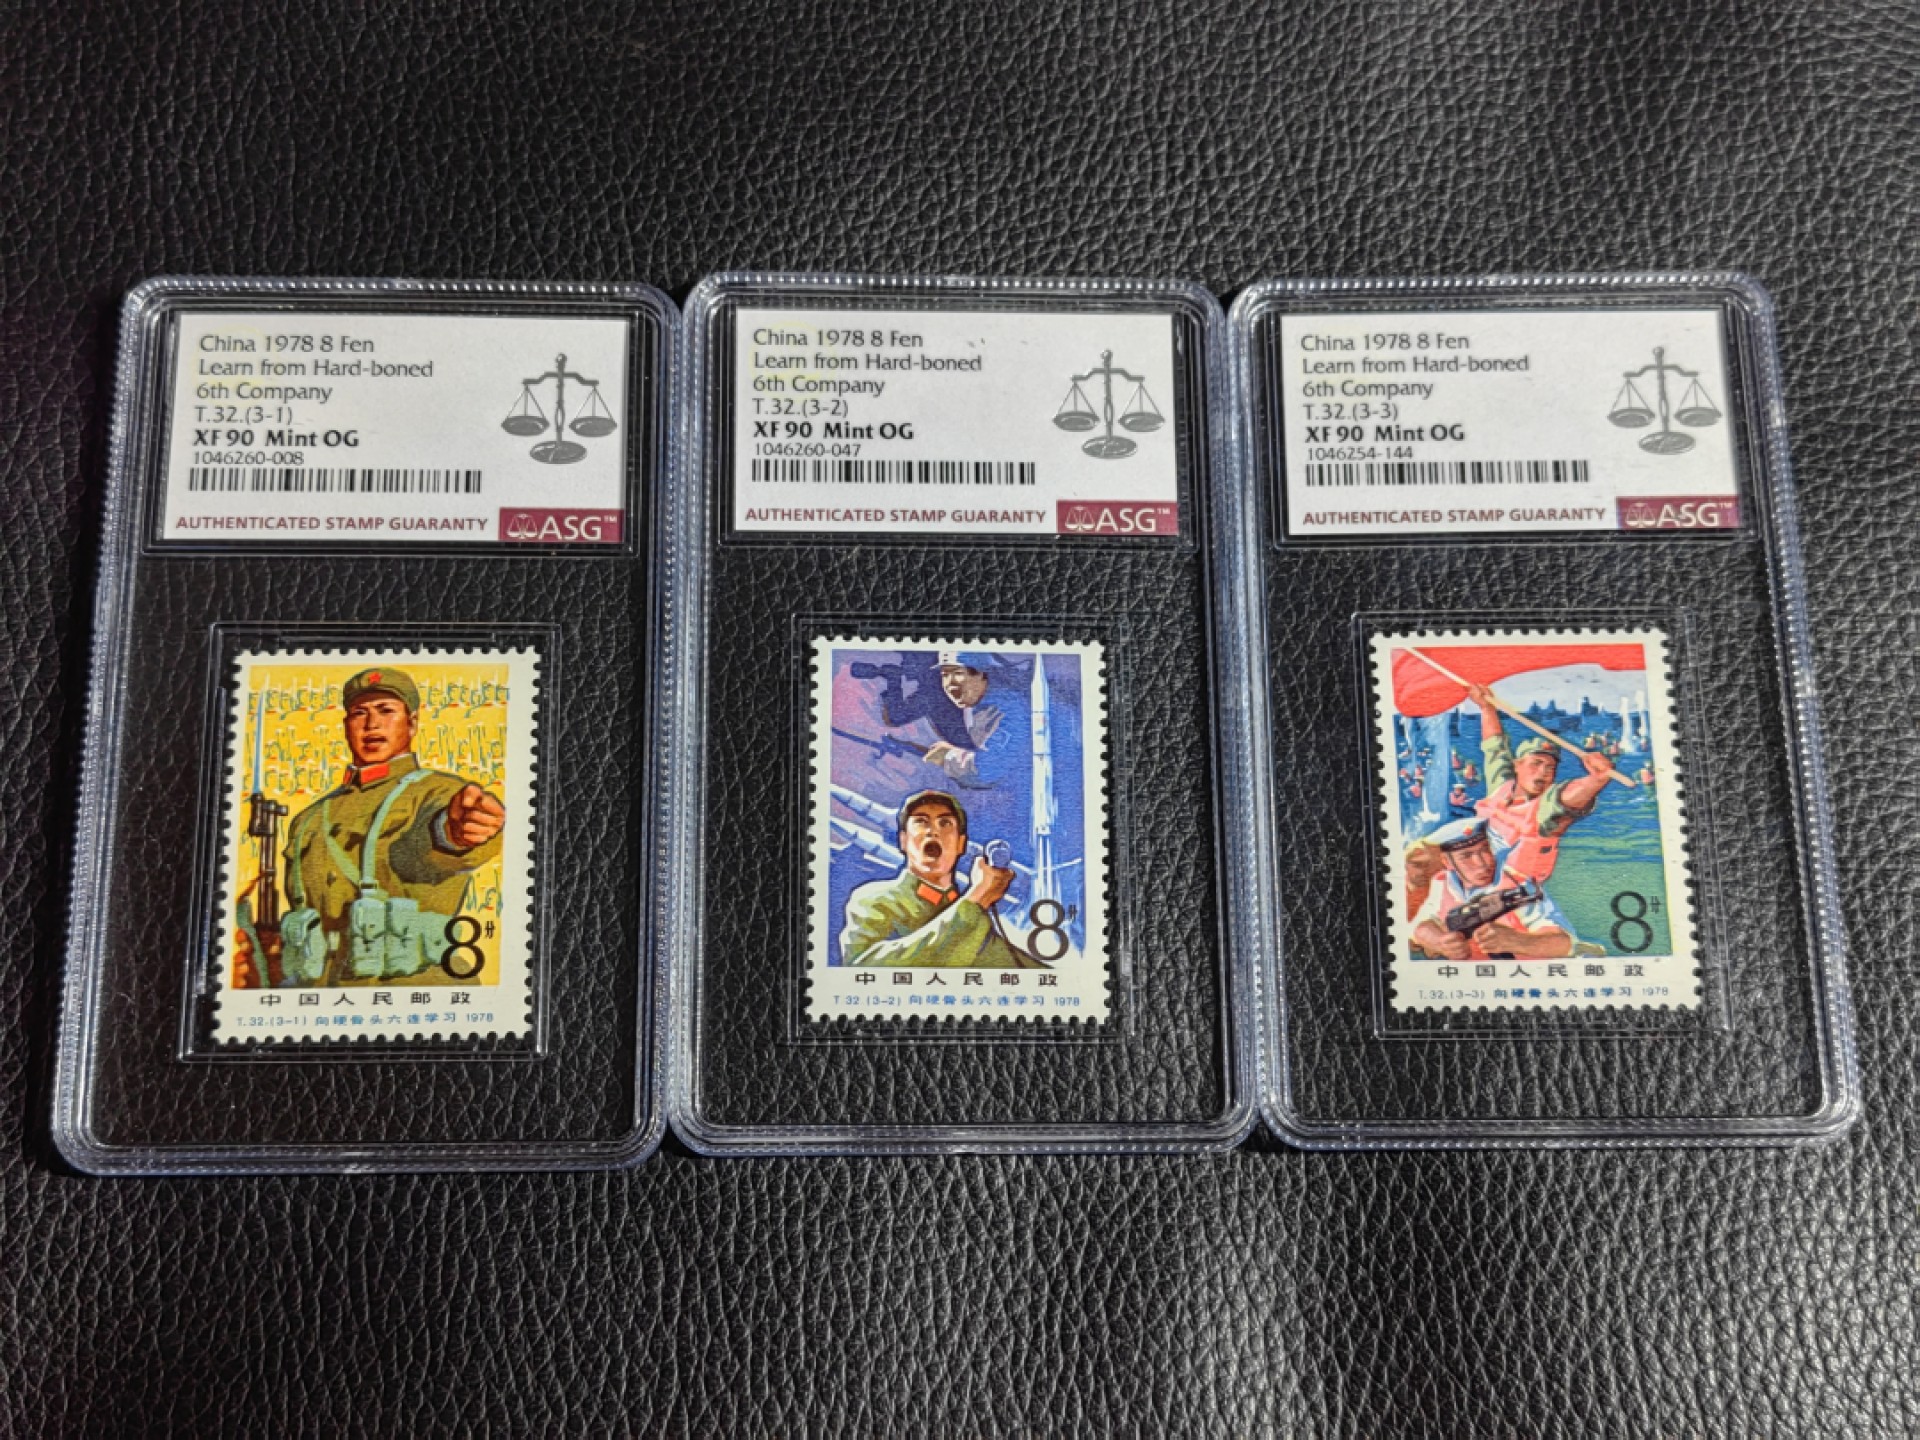 China 1978 8 Fen
Learn from Hard-boned
6th Company
T.32.(3-1)
XF 90 Mint OG
1046260-008
AUTHENTICATED STAMP GUARANTY
ASG™
8分
中国人民邮政
T.32.(3-1) 向硬骨头六连学习 1978
China 1978 8 Fen
Learn from Hard-boned
6th Company
T.32.(3-2)
XF 90 Mint OG
1046260-047
AUTHENTICATED STAMP GUARANTY
ASG™
8分
中国人民邮政
T 32 (3-2) 向硬骨头六连学习 1978
China 1978 8 Fen
Learn from Hard-boned
6th Company
T.32.(3-3)
XF 90 Mint OG
1046254-144
AUTHENTICATED STAMP GUARANTY
ASG™
8分
中国人民邮政
T.32.(3-3) 向硬骨头六连学习 1978